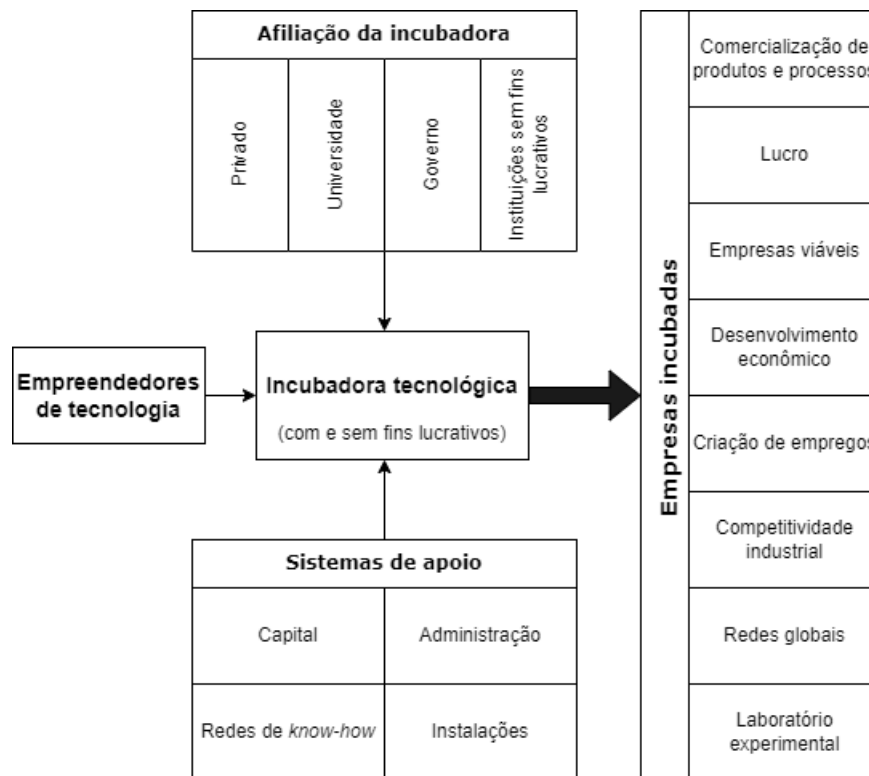 Afiliação da incubadora
Privado
Universidade
Governo
Instituições sem fins
lucrativos
Empreendedores
de tecnologia
Incubadora tecnológica
(com e sem fins lucrativos)
Sistemas de apoio
Capital
Administração
Redes de know-how
Instalações
Empresas incubadas
Comercialização de
produtos e processos
Lucro
Empresas viáveis
Desenvolvimento
econômico
Criação de empregos
Competitividade
industrial
Redes globais
Laboratório
experimental